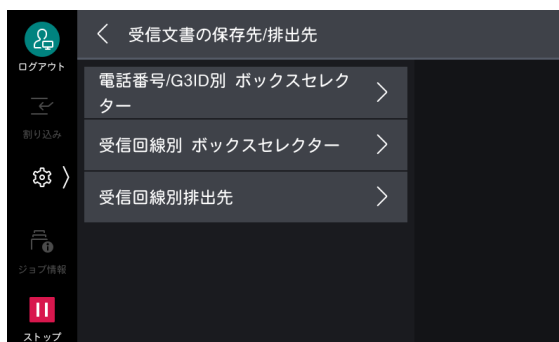 受信文書の保存先/排出先
ログアウト
電話番号/G3ID別 ボックスセレク
ター
割り込み
受信回線別 ボックスセレクター
受信回線別排出先
ジョブ情報
ストップ